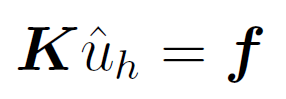 𝑲û_h = 𝒇